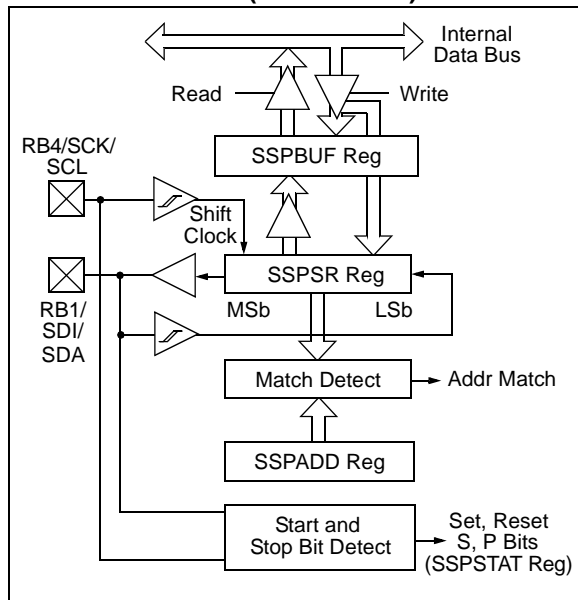 Internal
Data Bus
Read
Write
RB4/SCK/
SCL
SSPBUF Reg
Shift
Clock
SSPSR Reg
MSb
LSb
RB1/
SDI/
SDA
Match Detect
Addr Match
SSPADD Reg
Start and
Stop Bit Detect
Set, Reset
S, P Bits
(SSPSTAT Reg)